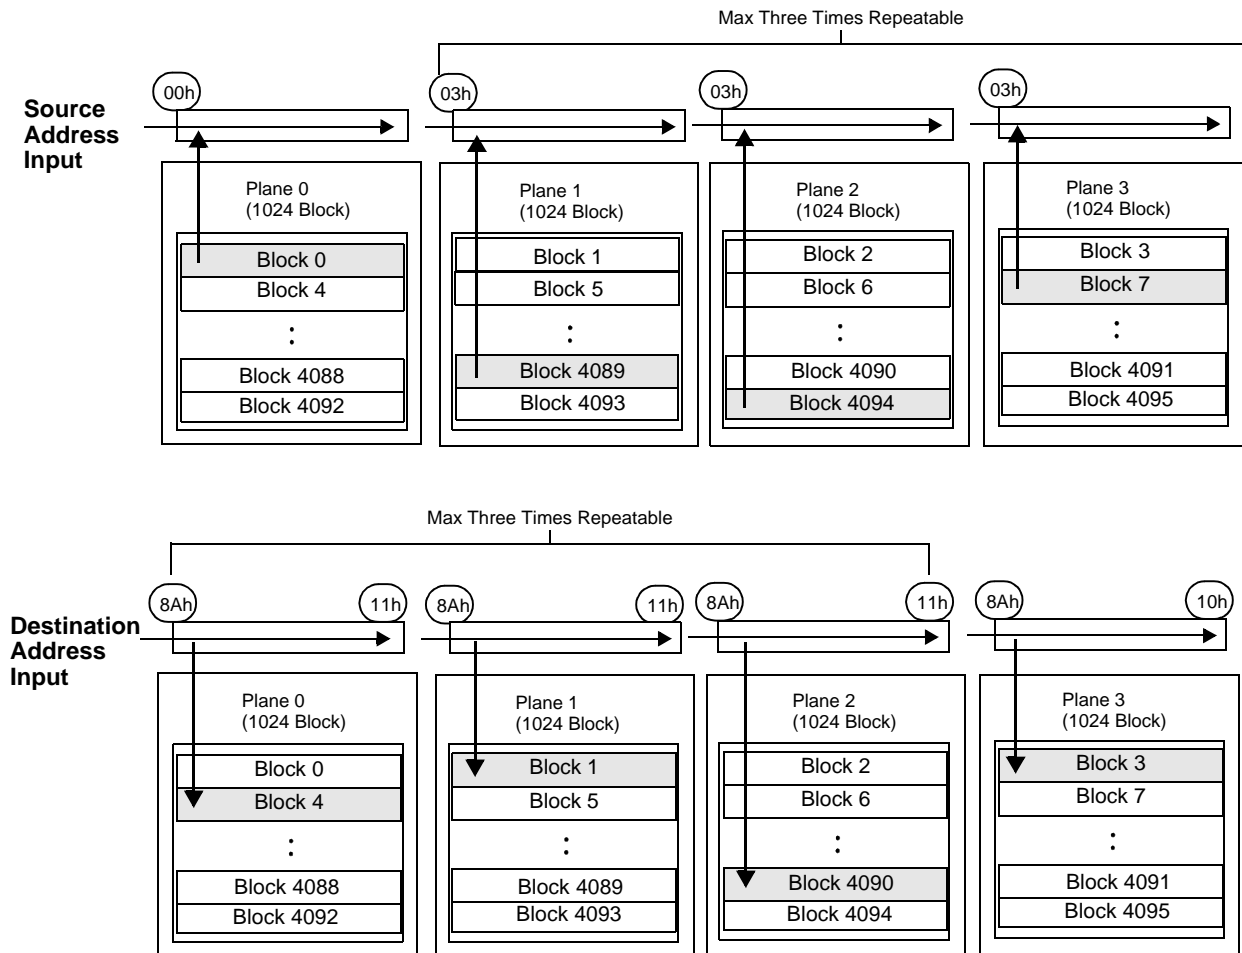 Max Three Times Repeatable
00h
03h
03h
03h
Source
Address
Input
Plane 0
(1024 Block)
Block 0
Block 4
:
Block 4088
Block 4092
Plane 1
(1024 Block)
Block 1
Block 5
:
Block 4089
Block 4093
Plane 2
(1024 Block)
Block 2
Block 6
:
Block 4090
Block 4094
Plane 3
(1024 Block)
Block 3
Block 7
:
Block 4091
Block 4095
Max Three Times Repeatable
8Ah
11h
8Ah
11h
8Ah
11h
8Ah
10h
Destination
Address
Input
Plane 0
(1024 Block)
Block 0
Block 4
:
Block 4088
Block 4092
Plane 1
(1024 Block)
Block 1
Block 5
:
Block 4089
Block 4093
Plane 2
(1024 Block)
Block 2
Block 6
:
Block 4090
Block 4094
Plane 3
(1024 Block)
Block 3
Block 7
:
Block 4091
Block 4095